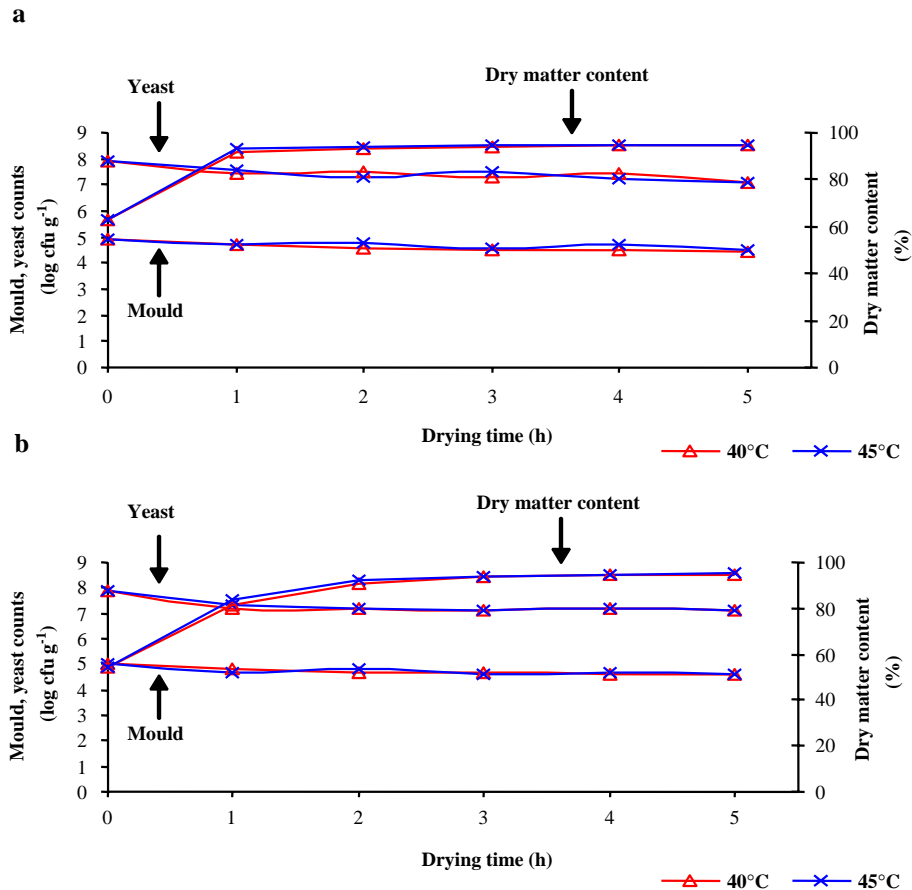 a
Yeast
Dry matter content
9
8
7
6
5
4
3
2
1
0
Mould, yeast counts
(log cfu g-1)
100
80
60
40
20
0
Dry matter content
(%)
Mould
0 1 2 3 4 5
Drying time (h)
40°C 45°C
b
Yeast
Dry matter content
9
8
7
6
5
4
3
2
1
0
Mould, yeast counts
(log cfu g-1)
100
80
60
40
20
0
Dry matter content
(%)
Mould
0 1 2 3 4 5
Drying time (h)
40°C 45°C